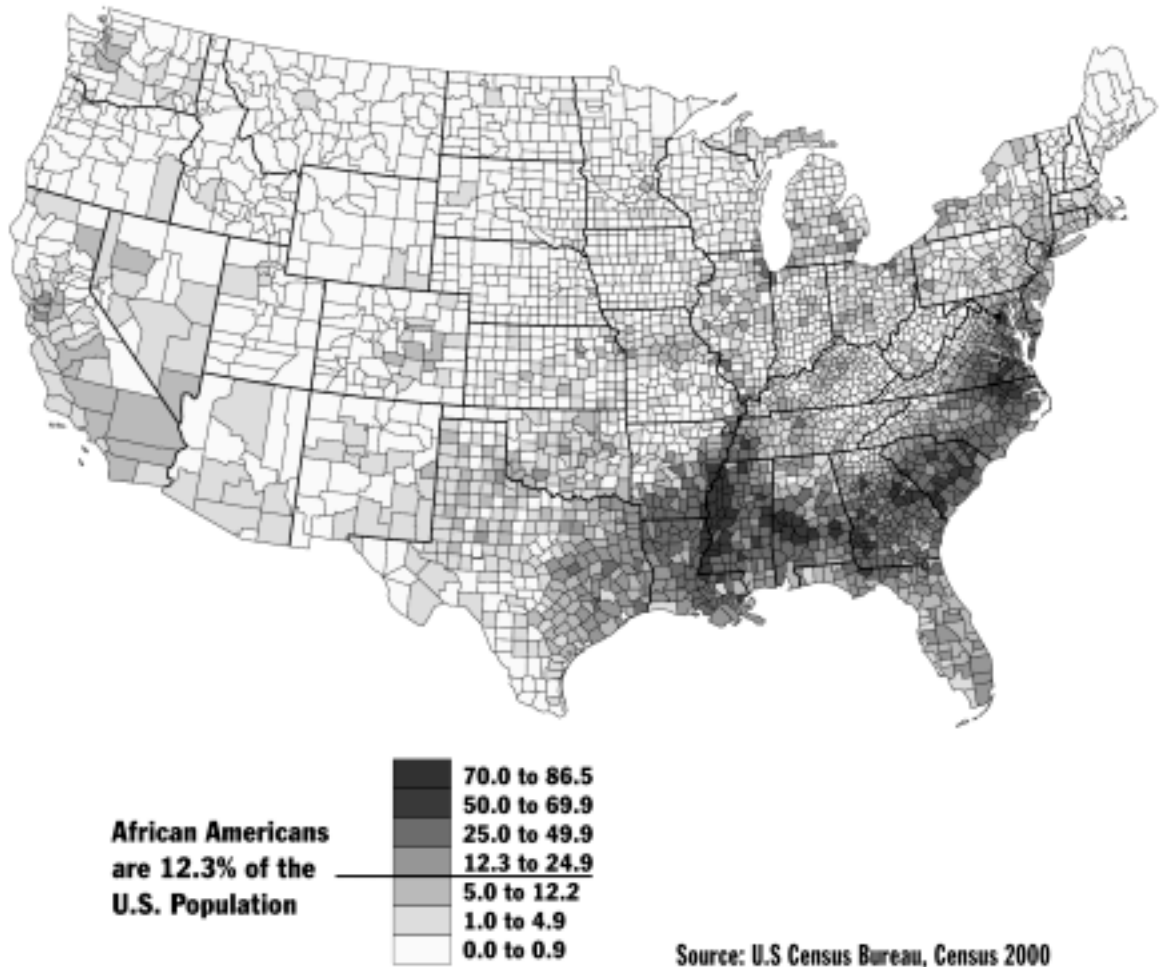 70.0 to 86.5
50.0 to 69.9
25.0 to 49.9
12.3 to 24.9
5.0 to 12.2
1.0 to 4.9
0.0 to 0.9
African Americans
are 12.3% of the
U.S. Population
Source: U.S Census Bureau, Census 2000